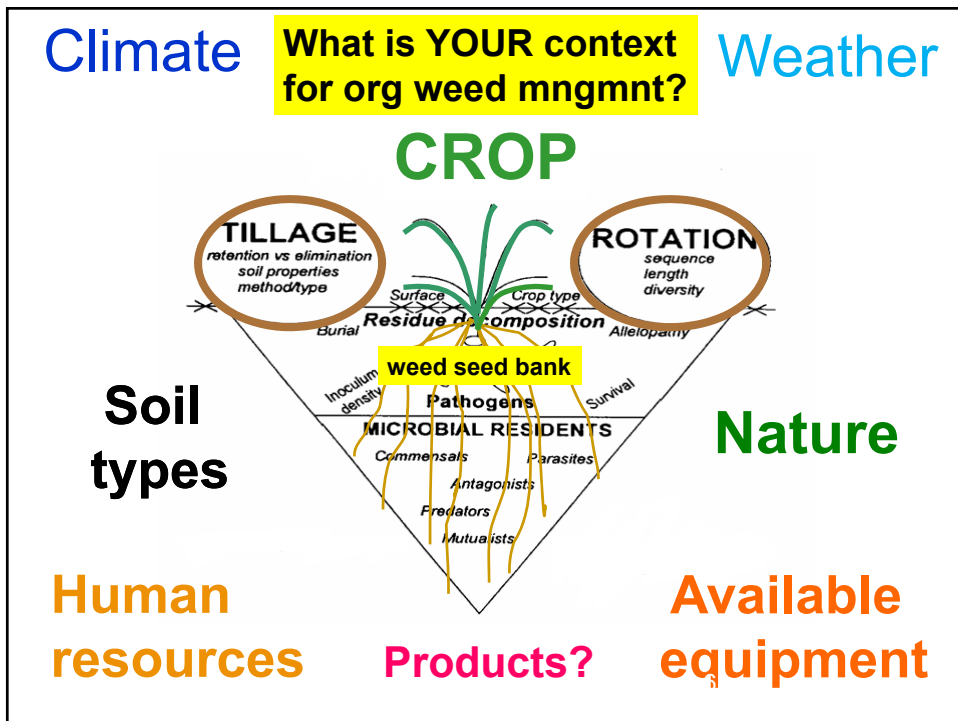 Climate
What is YOUR context
for org weed mngmnt?
Weather
CROP
TILLAGE
retention vs elimination
soil properties
method/type
ROTATION
sequence
length
diversity
Surface
Crop type
Burial
Residue decomposition
Allelopathy
weed seed bank
Inoculum
density
Pathogens
Survival
MICROBIAL RESIDENTS
Commensals
Parasites
Antagonists
Predators
Mutualists
Soil
types
Nature
Human
resources
Products?
Available
equipment
s